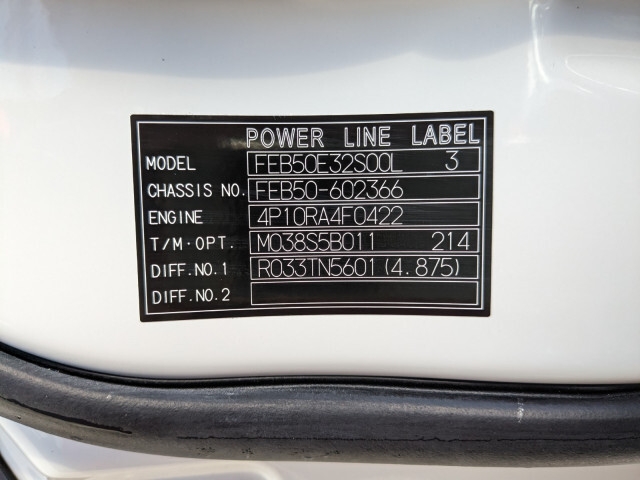 POWER LINE LABEL
MODEL FEB50E32S00L 3
CHASSIS NO. FEB50-602366
ENGINE 4P10RA4F0422
T/M·OPT. M038S5B011 214
DIFF.NO.1 R033TN5601(4.875)
DIFF.NO.2